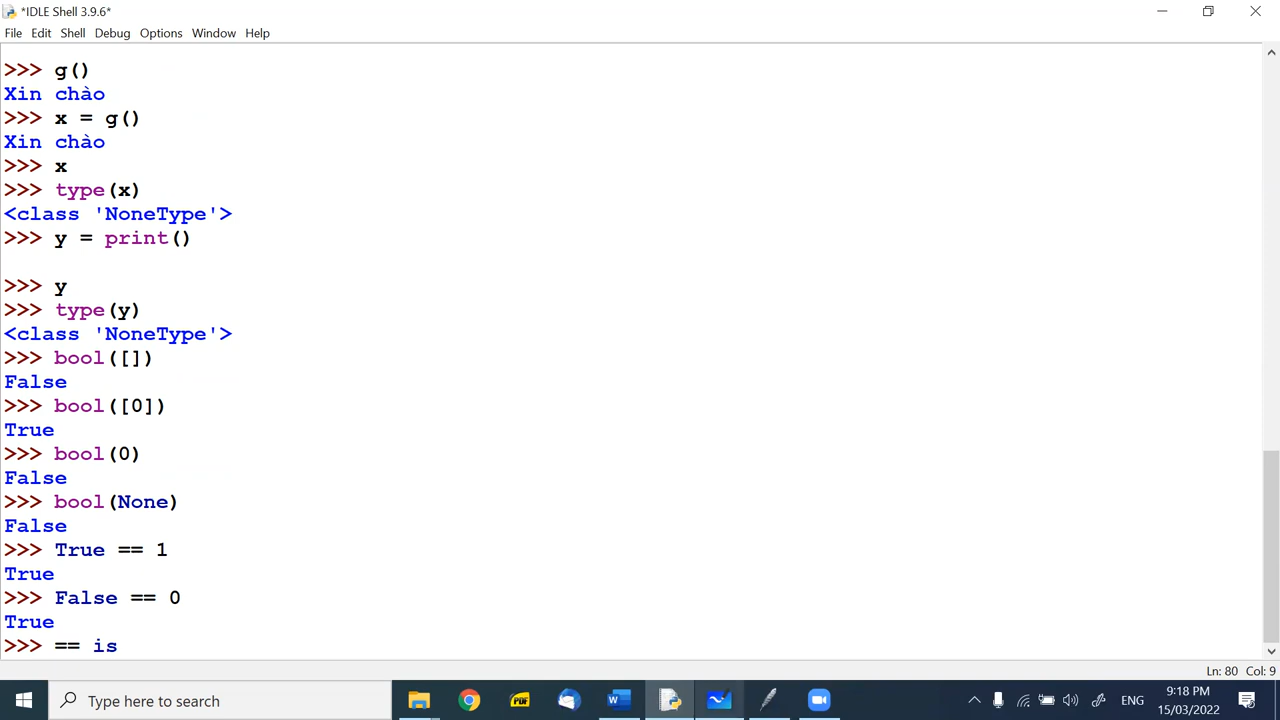 *IDLE Shell 3.9.6*
File Edit Shell Debug Options Window Help
>>> g()
Xin chào
>>> x = g()
Xin chào
>>> x
>>> type(x)
<class 'NoneType'>
>>> y = print()
>>> y
>>> type(y)
<class 'NoneType'>
>>> bool([])
False
>>> bool([0])
True
>>> bool(0)
False
>>> bool(None)
False
>>> True == 1
True
>>> False == 0
True
>>> == is
Ln: 80 Col: 9
Type here to search
PDF
W
ENG
9:18 PM
15/03/2022